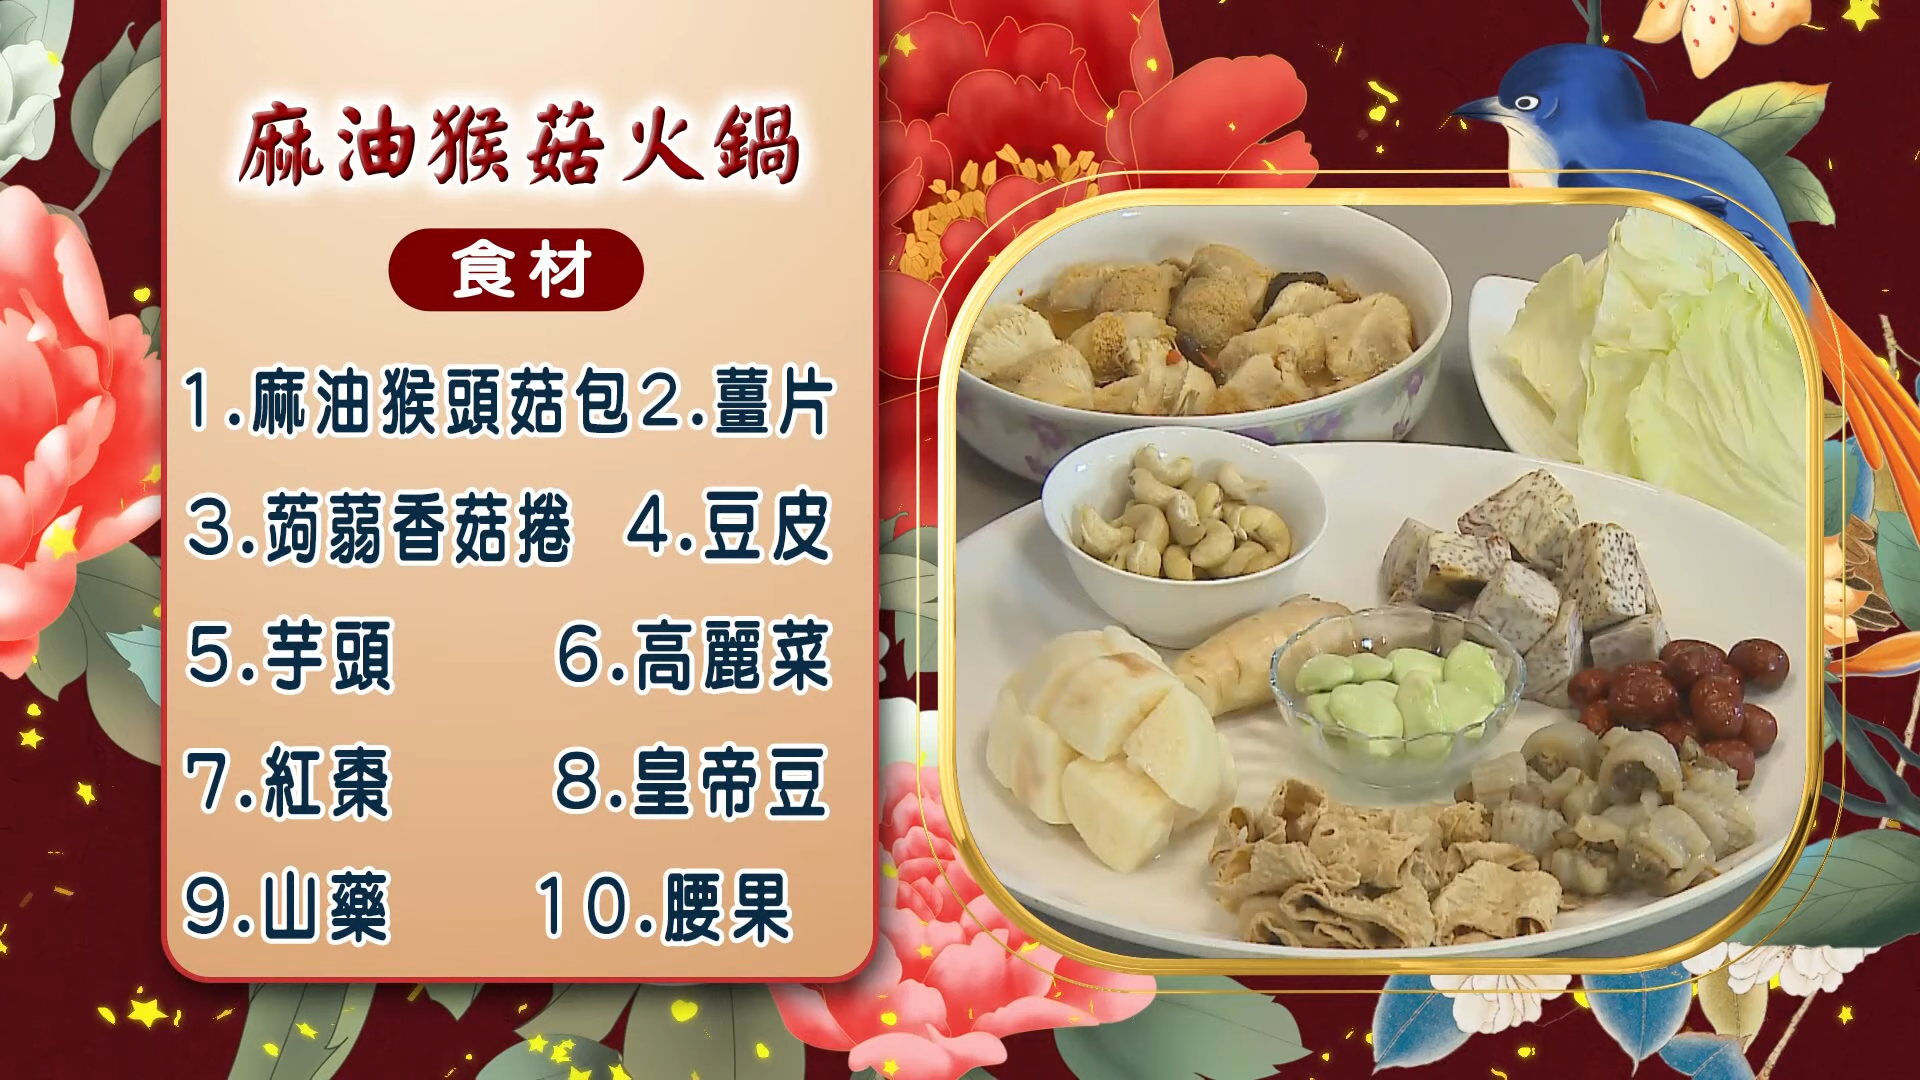 麻油猴菇火鍋
食材
1.麻油猴頭菇包2.薑片
3.蒟蒻香菇捲 4.豆皮
5.芋頭 6.高麗菜
7.紅棗 8.皇帝豆
9.山藥 10.腰果